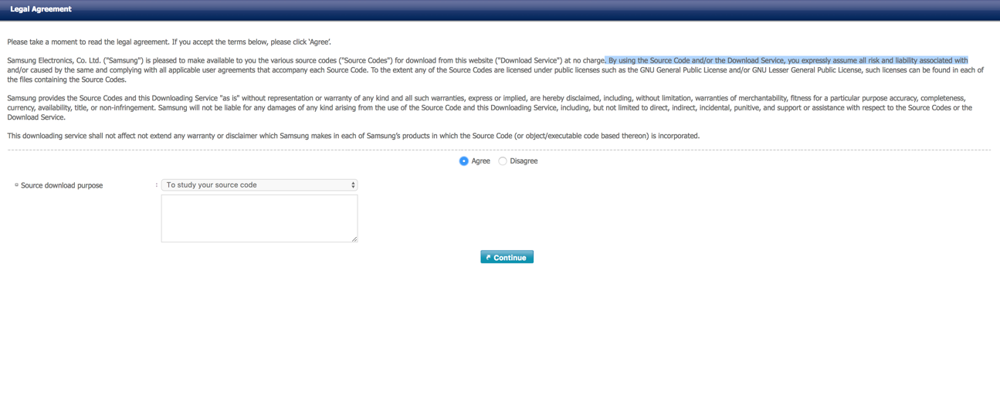 Legal Agreement
Please take a moment to read the legal agreement. If you accept the terms below, please click ‘Agree’.
Samsung Electronics, Co. Ltd. ("Samsung") is pleased to make available to you the various source codes ("Source Codes") for download from this website ("Download Service") at no charge. By using the Source Code and/or the Download Service, you expressly assume all risk and liability associated with
and/or caused by the same and complying with all applicable user agreements that accompany each Source Code. To the extent any of the Source Codes are licensed under public licenses such as the GNU General Public License and/or GNU Lesser General Public License, such licenses can be found in each of
the files containing the Source Codes.
Samsung provides the Source Codes and this Downloading Service "as is" without representation or warranty of any kind and all such warranties, express or implied, are hereby disclaimed, including, without limitation, warranties of merchantability, fitness for a particular purpose accuracy, completeness,
currency, availability, title, or non-infringement. Samsung will not be liable for any damages of any kind arising from the use of the Source Code and this Downloading Service, including, but not limited to direct, indirect, incidental, punitive, and support or assistance with respect to the Source Codes or the
Download Service.
This downloading service shall not affect not extend any warranty or disclaimer which Samsung makes in each of Samsung’s products in which the Source Code (or object/executable code based thereon) is incorporated.
Agree Disagree
Source download purpose : To study your source code
Continue